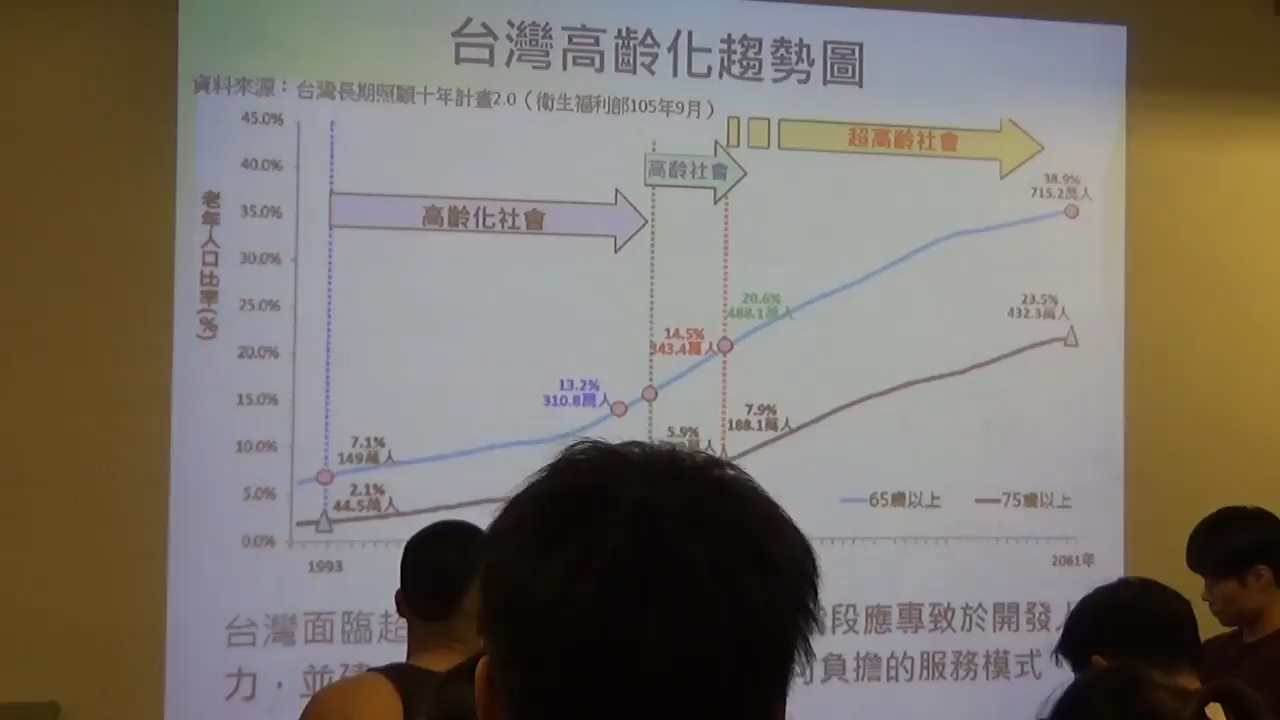 台灣高齡化趨勢圖
資料來源：台灣長期照顧十年計畫2.0（衛生福利部105年9月）
45.0%
40.0%
35.0%
30.0%
25.0%
20.0%
15.0%
10.0%
5.0%
0.0%
老年人口比率(%)
高齡化社會
高齡社會
超高齡社會
38.9%
715.2萬人
20.6%
488.1萬人
23.5%
432.3萬人
14.5%
343.4萬人
13.2%
310.8萬人
7.9%
188.1萬人
5.9%
萬人
7.1%
149萬人
2.1%
44.5萬人
65歲以上
75歲以上
1993
2061年
台灣面臨超 段應專致於開發
力，並 負擔的服務模式